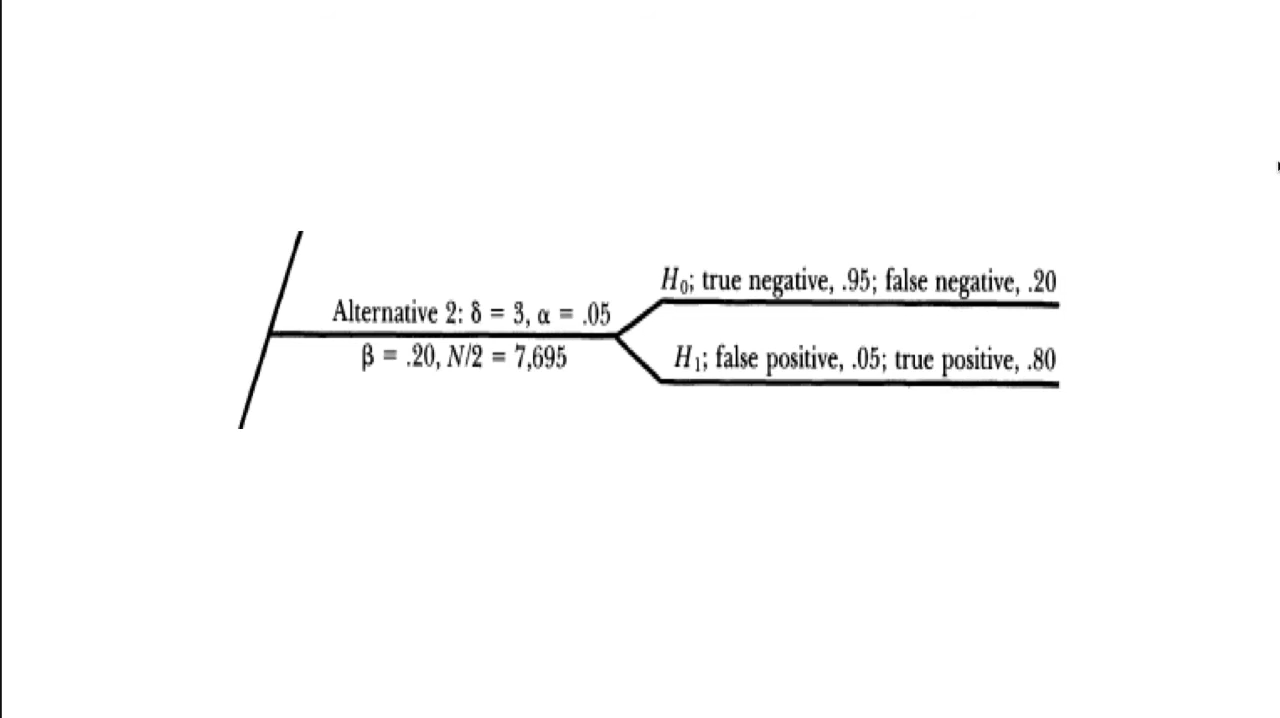 H₀; true negative, .95; false negative, .20
Alternative 2: δ = 3, α = .05
β = .20, N/2 = 7,695
H₁; false positive, .05; true positive, .80